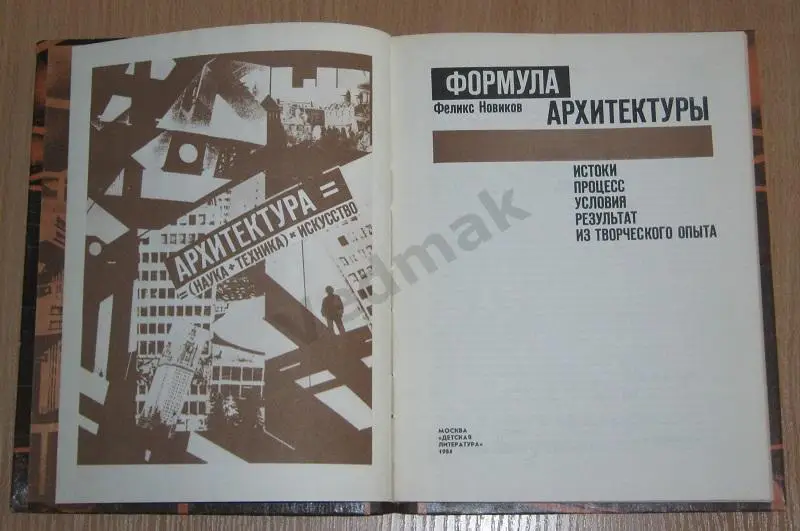 АРХИТЕКТУРА =
= (НАУКА + ТЕХНИКА) × ИСКУССТВО
ФОРМУЛА
Феликс Новиков
АРХИТЕКТУРЫ
ИСТОКИ
ПРОЦЕСС
УСЛОВИЯ
РЕЗУЛЬТАТ
ИЗ ТВОРЧЕСКОГО ОПЫТА
МОСКВА
«ДЕТСКАЯ
ЛИТЕРАТУРА»
1984
vedmak